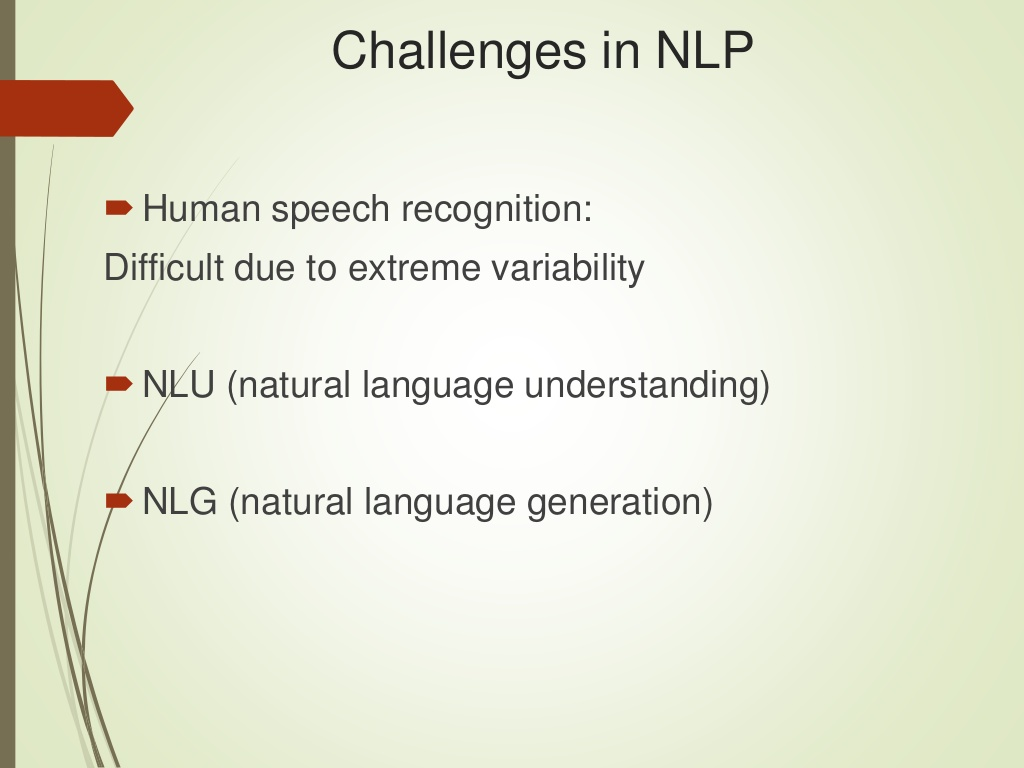 Challenges in NLP
Human speech recognition:
Difficult due to extreme variability
NLU (natural language understanding)
NLG (natural language generation)